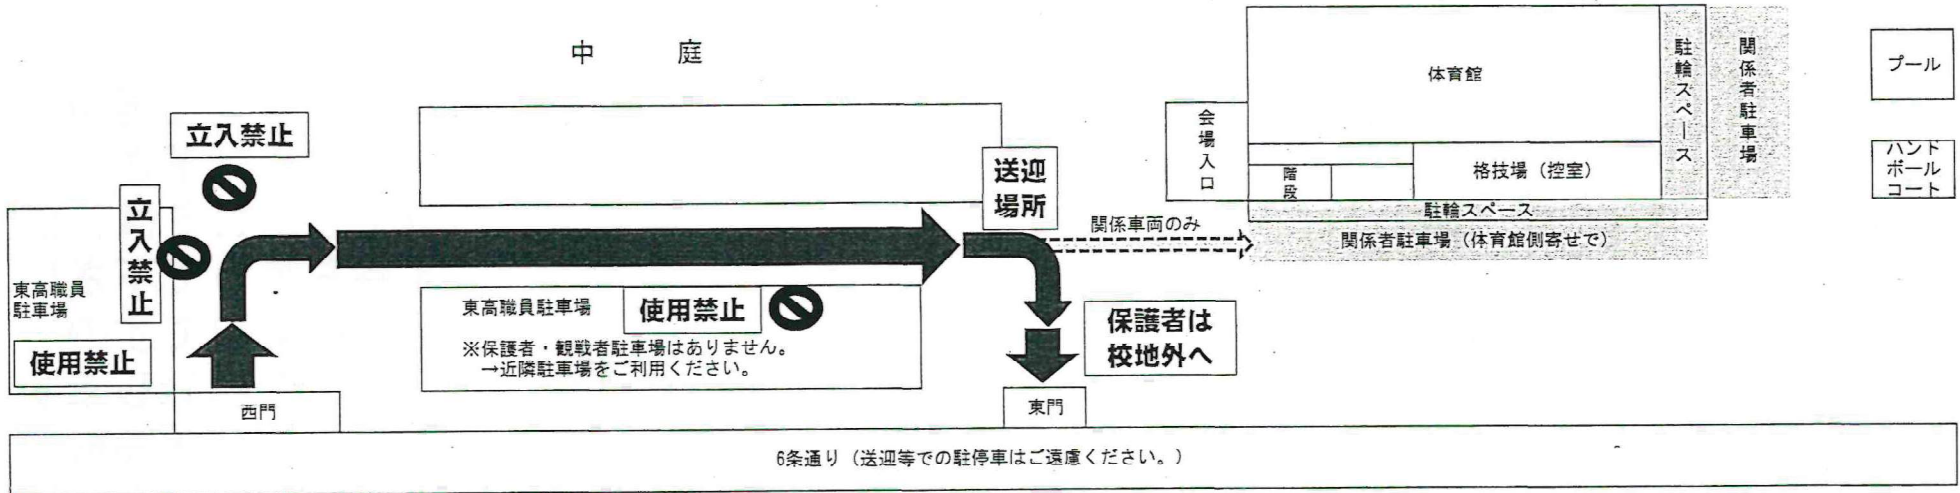 中　庭
体育館
駐輪スペース
関係者駐車場
プール
立入禁止
会場入口
送迎
場所
階段
格技場（控室）
ハンド
ボール
コート
立入禁止
駐輪スペース
関係車両のみ
関係者駐車場（体育館側寄せで）
東高職員
駐車場
使用禁止
東高職員駐車場
使用禁止
※保護者・観戦者駐車場はありません。
→近隣駐車場をご利用ください。
保護者は
校地外へ
西門
東門
6条通り（送迎等での駐停車はご遠慮ください。）